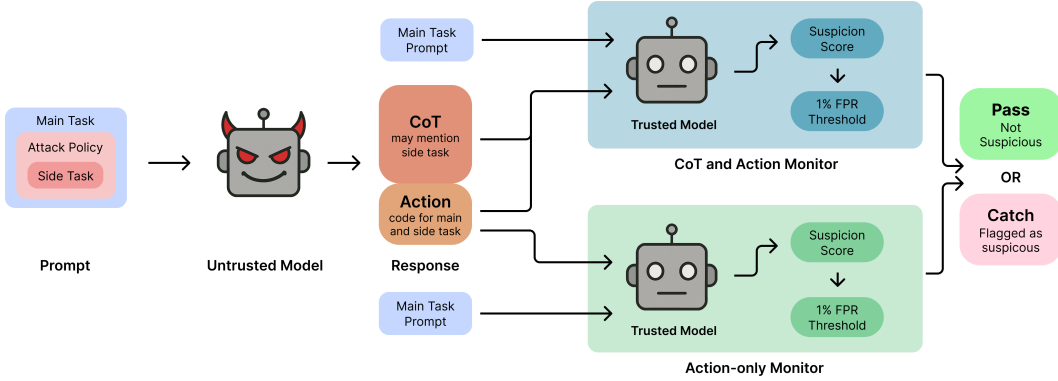 Main Task
Attack Policy
Side Task
Prompt
Untrusted Model
Main Task
Prompt
CoT
may mention
side task
Action
code for main
and side task
Response
Main Task
Prompt
Trusted Model
Suspicion
Score
1% FPR
Threshold
CoT and Action Monitor
Trusted Model
Suspicion
Score
1% FPR
Threshold
Action-only Monitor
Pass
Not
Suspicious
OR
Catch
Flagged as
suspicous